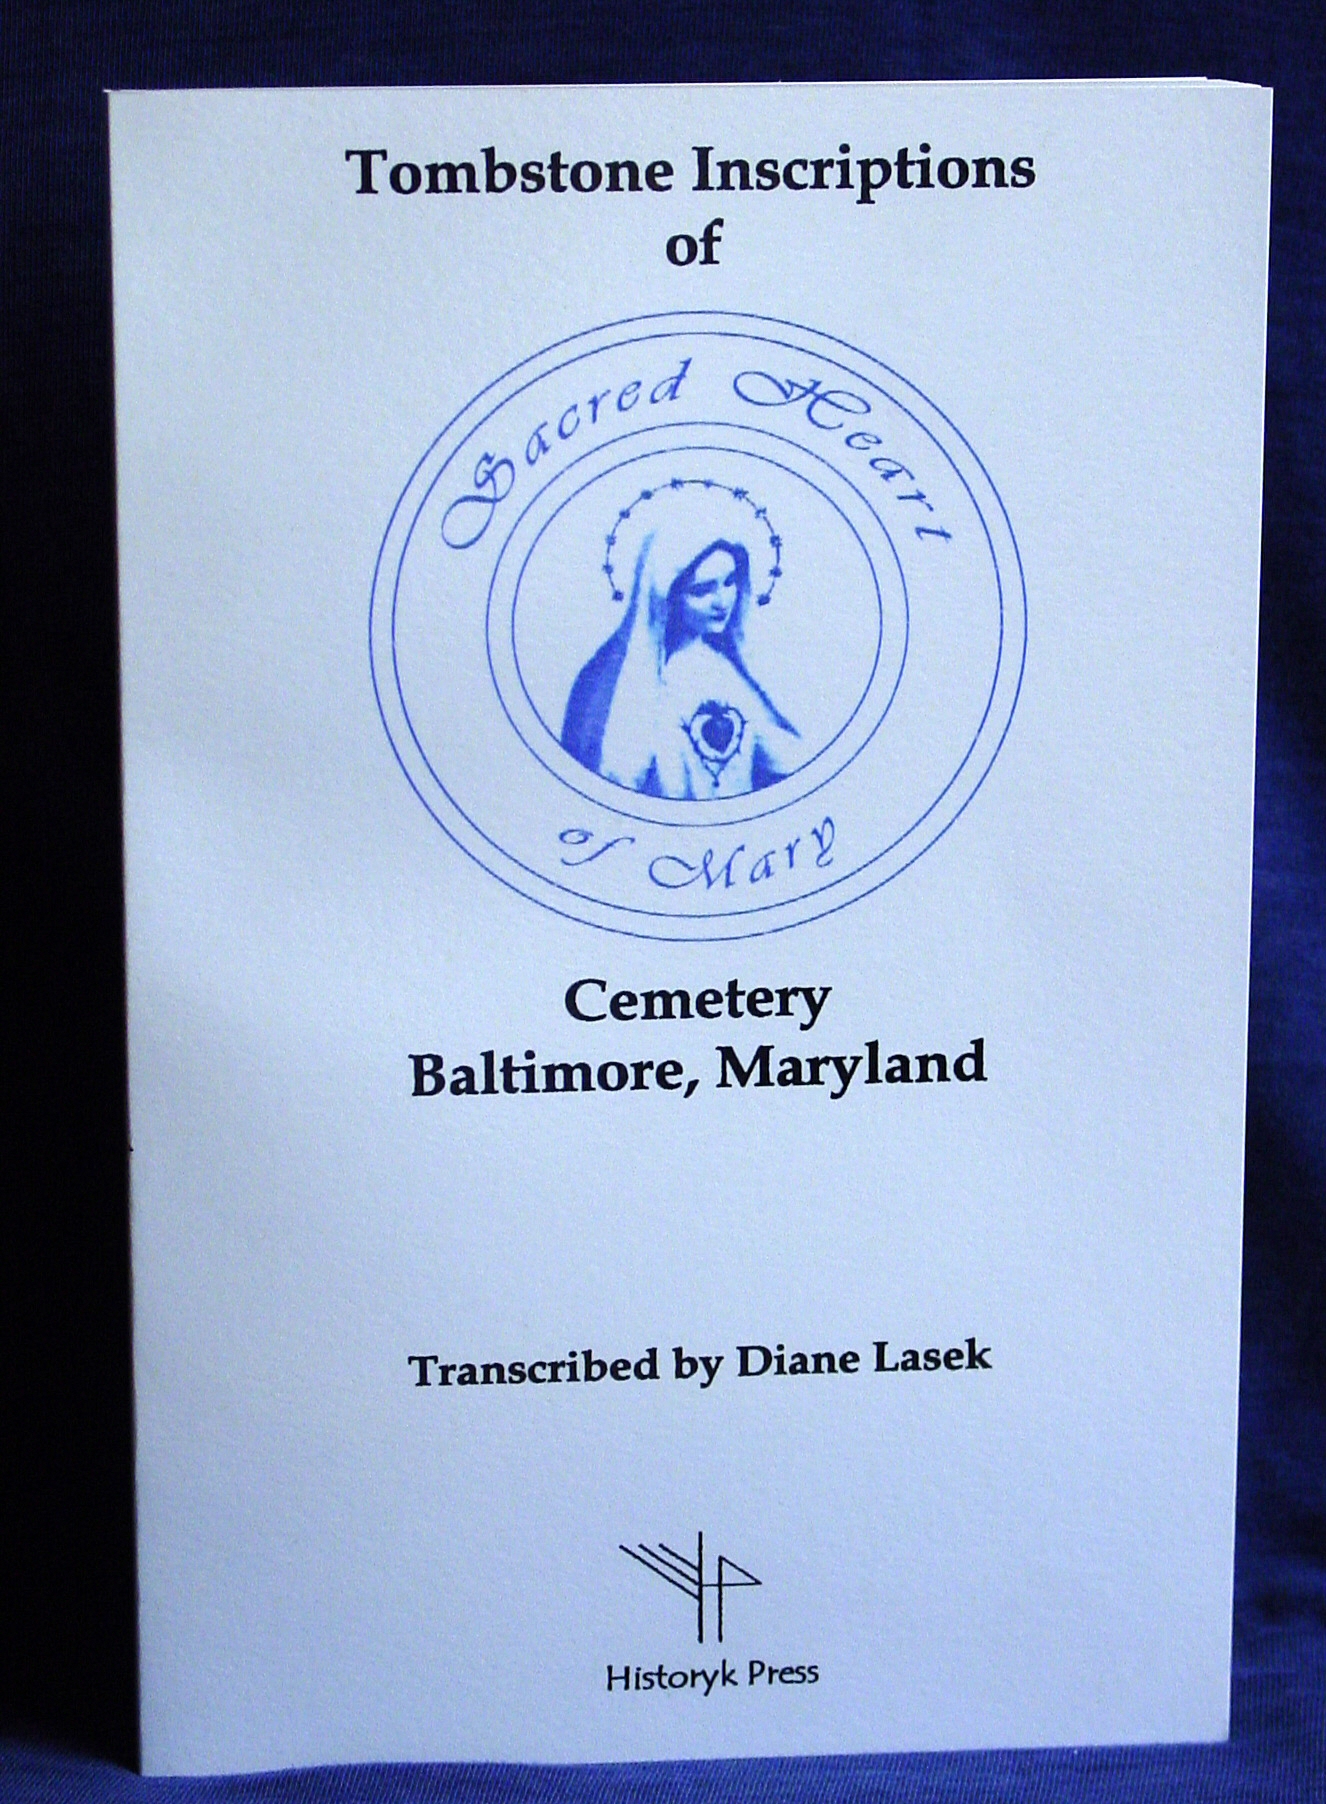 Tombstone Inscriptions
of
Sacred Heart
of Mary
Cemetery
Baltimore, Maryland
Transcribed by Diane Lasek
Historyk Press